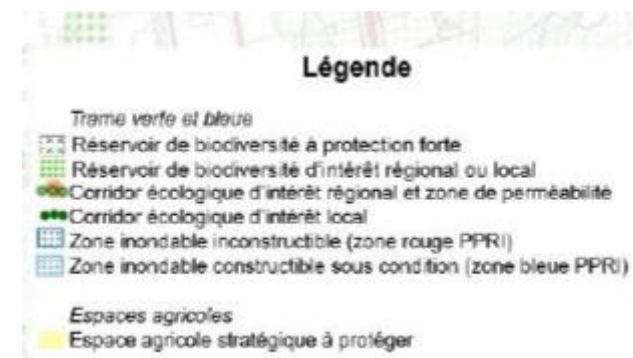 Légende
Trame verte et bleue
Réservoir de biodiversité à protection forte
Réservoir de biodiversité d'intérêt régional ou local
Corridor écologique d'intérêt régional et zone de perméabilité
Corridor écologique d'intérêt local
Zone inondable inconstructible (zone rouge PPRI)
Zone inondable constructible sous condition (zone bleue PPRI)
Espaces agricoles
Espace agricole stratégique à protéger